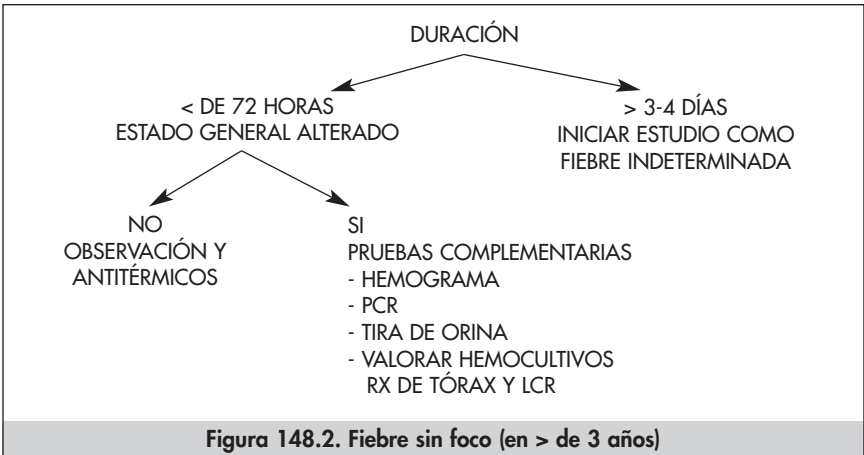 DURACIÓN
< DE 72 HORAS
ESTADO GENERAL ALTERADO
> 3-4 DÍAS
INICIAR ESTUDIO COMO
FIEBRE INDETERMINADA
NO
OBSERVACIÓN Y
ANTITÉRMICOS
SI
PRUEBAS COMPLEMENTARIAS
- HEMOGRAMA
- PCR
- TIRA DE ORINA
- VALORAR HEMOCULTIVOS
RX DE TÓRAX Y LCR
Figura 148.2. Fiebre sin foco (en > de 3 años)